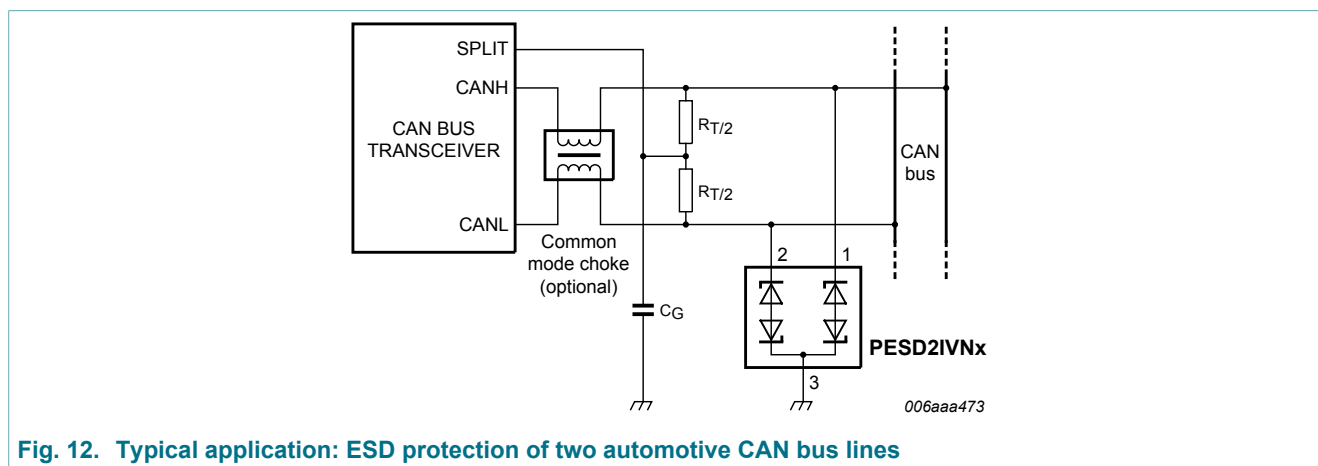 SPLIT
CANH
CAN BUS
TRANSCEIVER
CANL
Common
mode choke
(optional)
RT/2
RT/2
CG
CAN
bus
2
1
PESD2IVNx
3
006aaa473
Fig. 12. Typical application: ESD protection of two automotive CAN bus lines